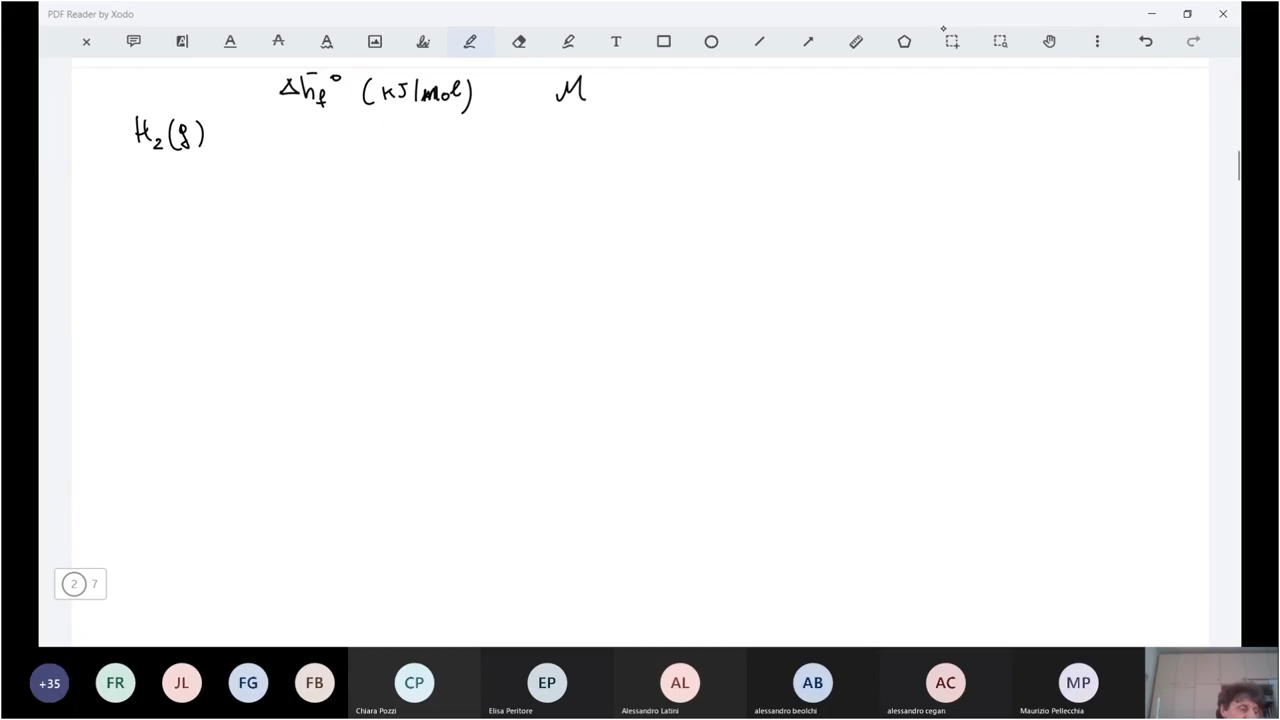 PDF Reader by Xodo
Δh̄f° (KJ/mol) M
H₂(g)
2 7
+35 FR JL FG FB CP EP AL AB AC MP
Chiara Pozzi Elisa Peritore Alessandro Latini alessandro beolchi alessandro cegan Maurizio Pellecchia